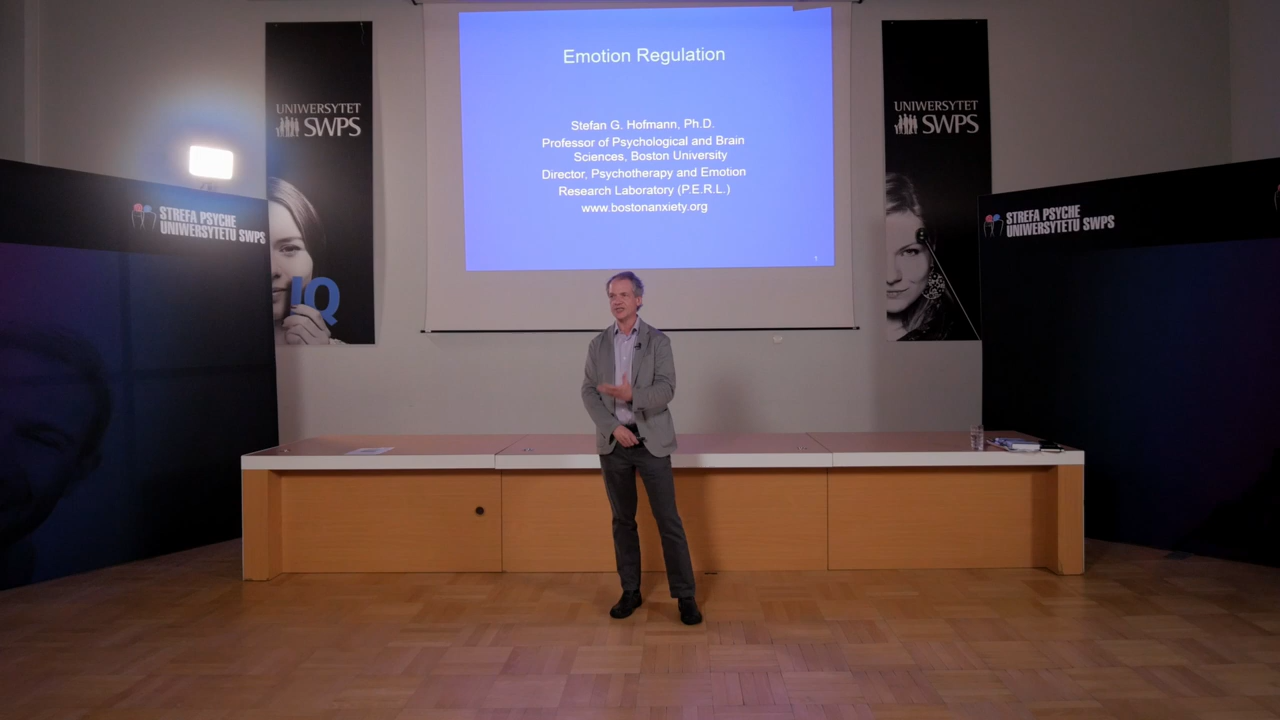 Emotion Regulation
Stefan G. Hofmann, Ph.D.
Professor of Psychological and Brain
Sciences, Boston University
Director, Psychotherapy and Emotion
Research Laboratory (P.E.R.L.)
www.bostonanxiety.org
1
UNIWERSYTET
SWPS
IQ
UNIWERSYTET
SWPS
STREFA PSYCHE
UNIWERSYTETU SWPS
STREFA PSYCHE
UNIWERSYTETU SWPS